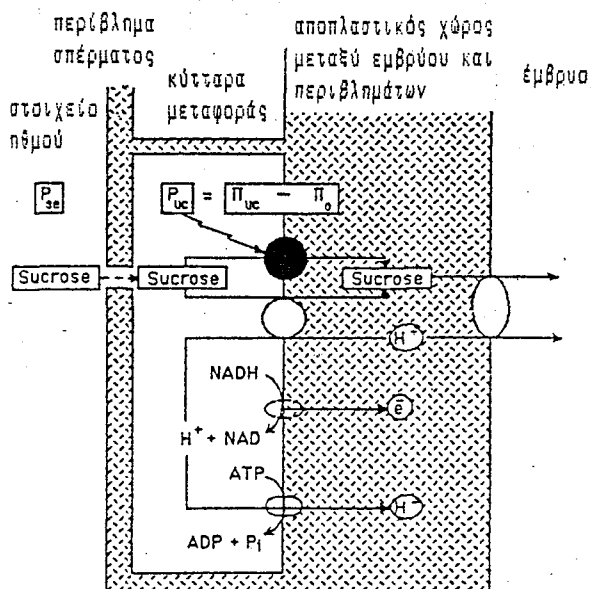 περίβλημα
σπέρματος
στοιχείο
ηθμού
κύτταρα
μεταφοράς
αποπλαστικός χώρος
μεταξύ εμβρύου και
περιβλημάτων
έμβρυο
P_se
P_uc = Π_uc - Π_o
Sucrose
Sucrose
Sucrose
H⁺
NADH
H⁺ + NAD
e⁻
ATP
ADP + Pi
H⁺